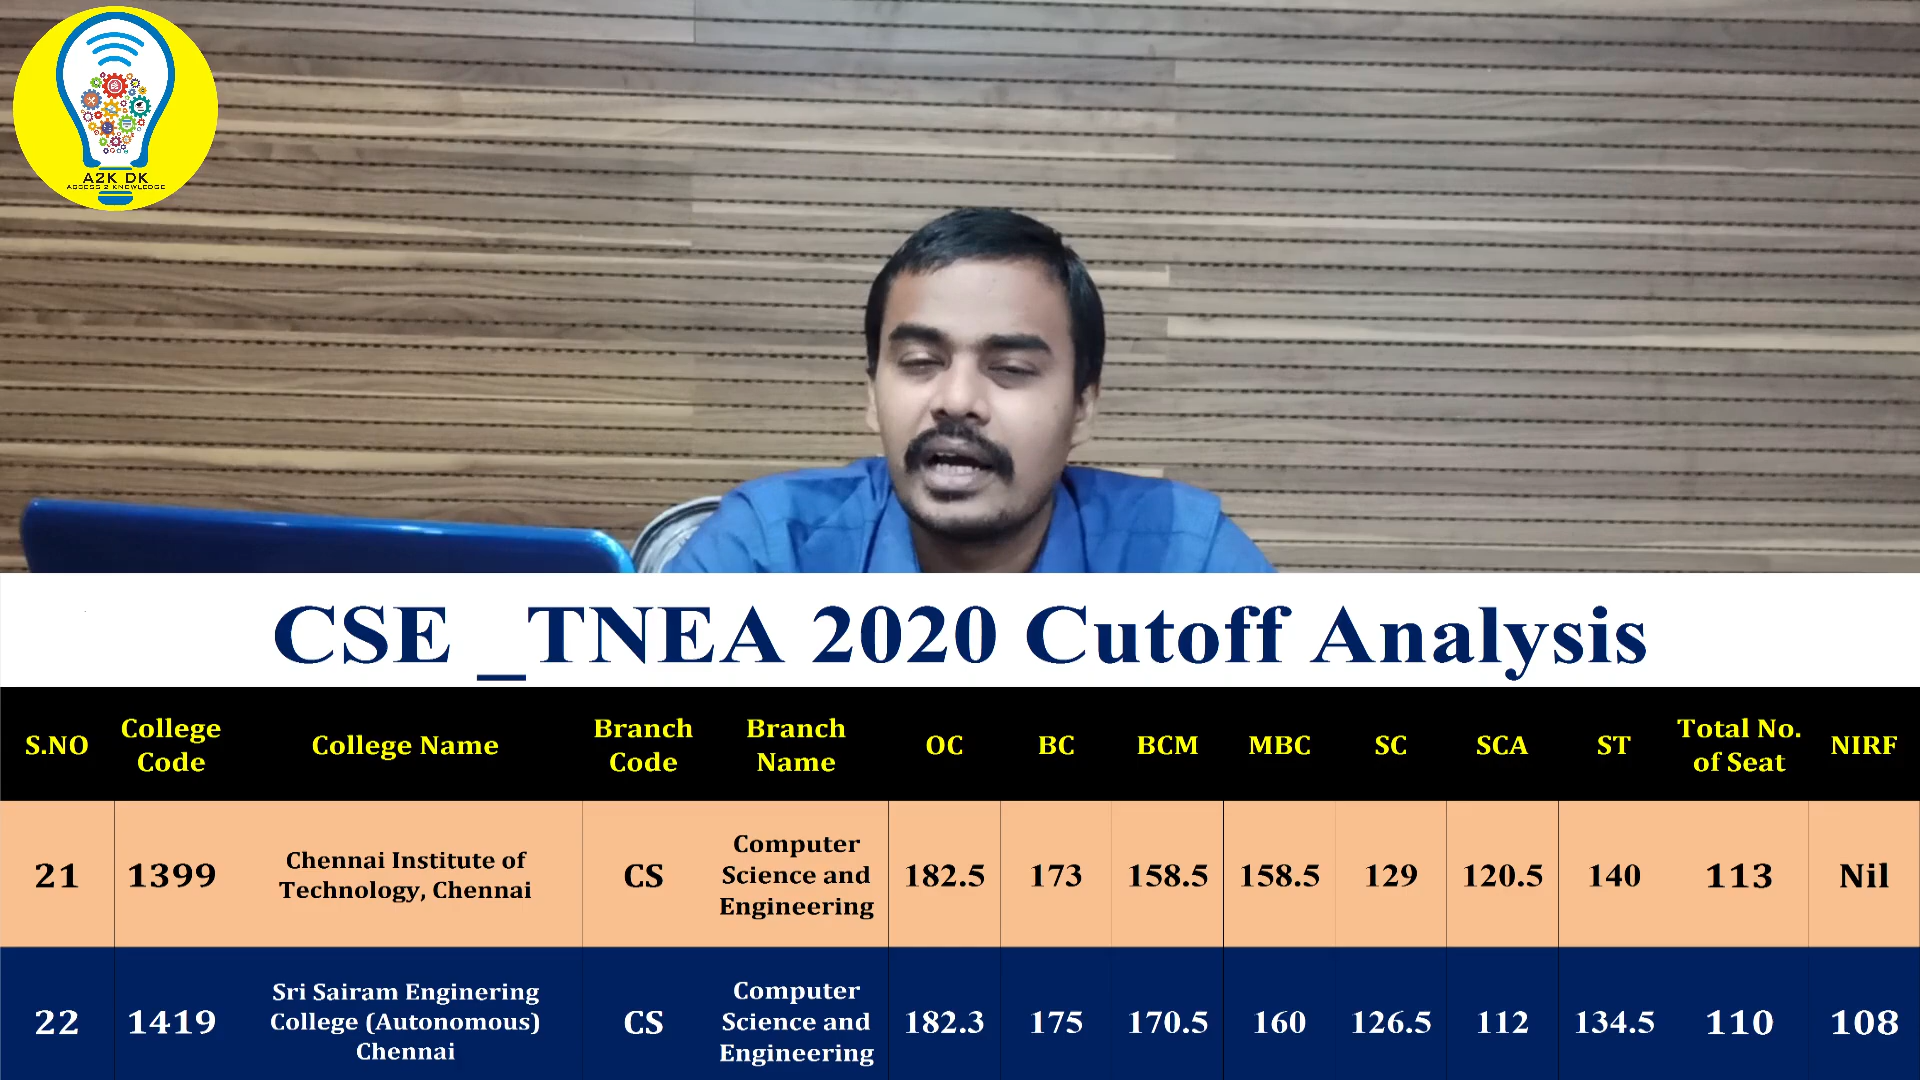 A2K DK
ACCESS 2 KNOWLEDGE
CSE _TNEA 2020 Cutoff Analysis
S.NO College Code College Name Branch Code Branch Name OC BC BCM MBC SC SCA ST Total No. of Seat NIRF
21 1399 Chennai Institute of Technology, Chennai CS Computer Science and Engineering 182.5 173 158.5 158.5 129 120.5 140 113 Nil
22 1419 Sri Sairam Enginering College (Autonomous) Chennai CS Computer Science and Engineering 182.3 175 170.5 160 126.5 112 134.5 110 108